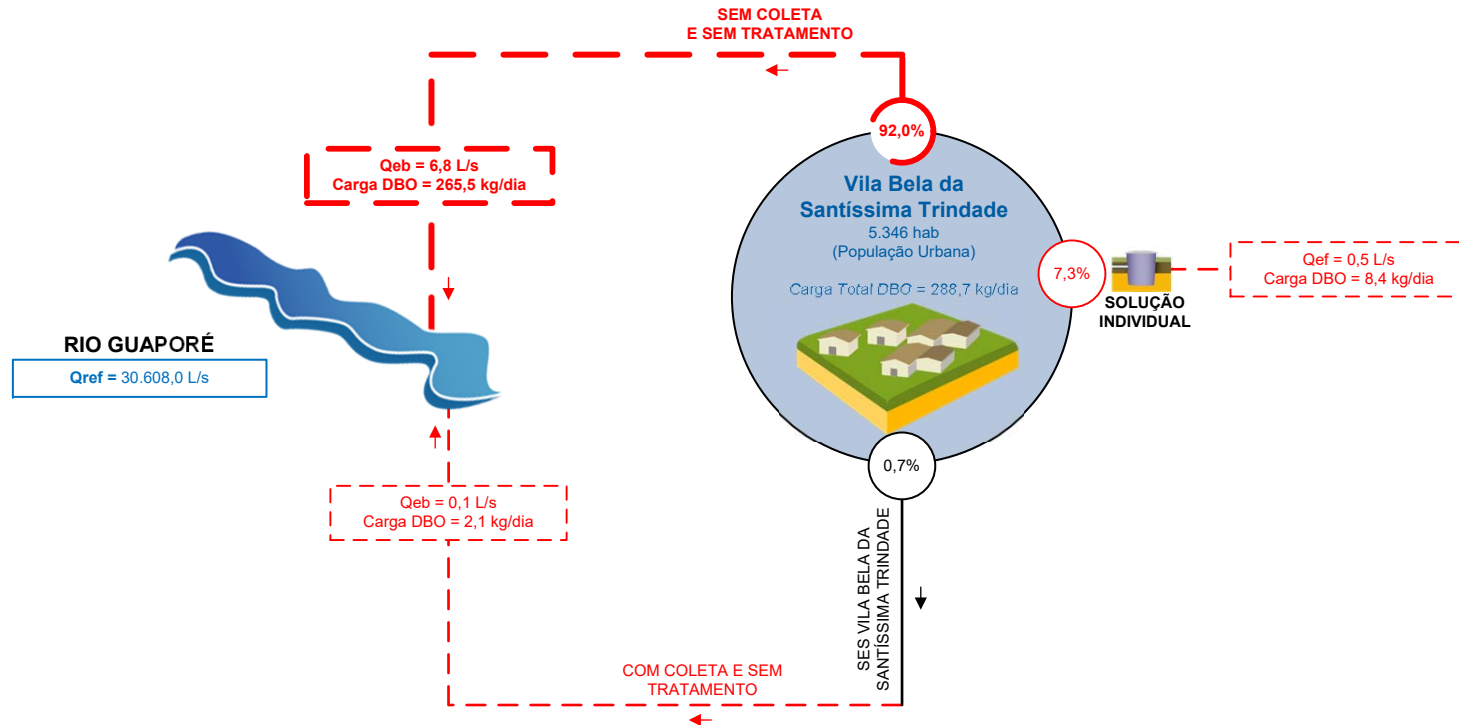 SEM COLETA
E SEM TRATAMENTO
92,0%
Qeb = 6,8 L/s
Carga DBO = 265,5 kg/dia
Vila Bela da
Santíssima Trindade
5.346 hab
(População Urbana)
Carga Total DBO = 288,7 kg/dia
7,3%
SOLUÇÃO
INDIVIDUAL
Qef = 0,5 L/s
Carga DBO = 8,4 kg/dia
RIO GUAPORÉ
Qref = 30.608,0 L/s
0,7%
Qeb = 0,1 L/s
Carga DBO = 2,1 kg/dia
SES VILA BELA DA
SANTÍSSIMA TRINDADE
COM COLETA E SEM
TRATAMENTO